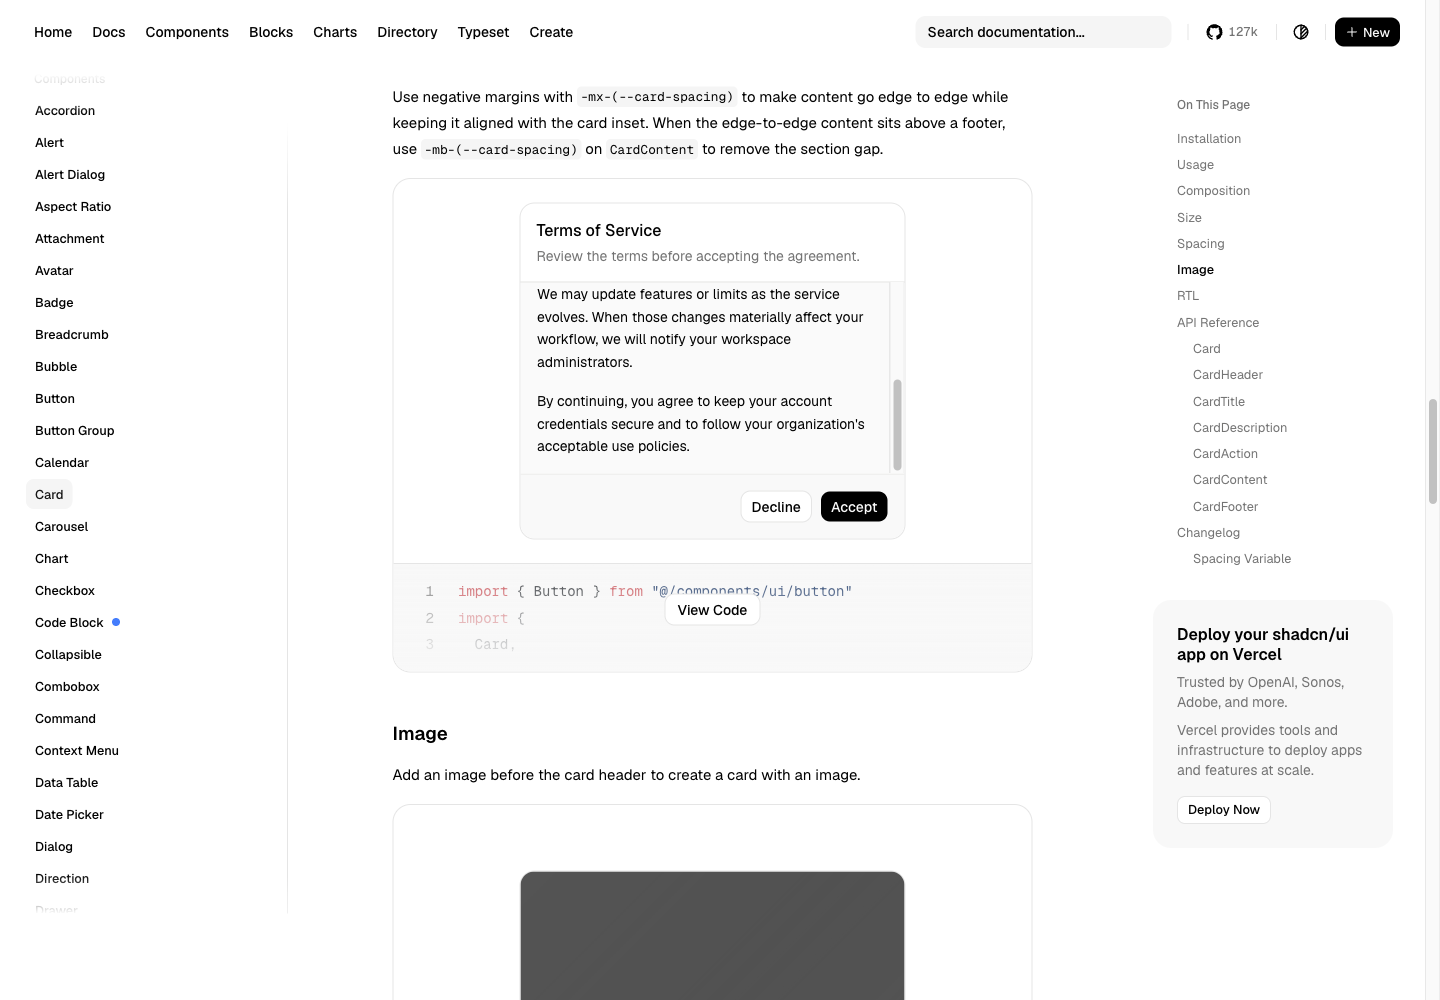 Home Docs Components Blocks Charts Directory Typeset Create
Search documentation...
127k
New
Components
Accordion
Alert
Alert Dialog
Aspect Ratio
Attachment
Avatar
Badge
Breadcrumb
Bubble
Button
Button Group
Calendar
Card
Carousel
Chart
Checkbox
Code Block
Collapsible
Combobox
Command
Context Menu
Data Table
Date Picker
Dialog
Direction
Drawer
Use negative margins with -mx-(--card-spacing) to make content go edge to edge while
keeping it aligned with the card inset. When the edge-to-edge content sits above a footer,
use -mb-(--card-spacing) on CardContent to remove the section gap.
Terms of Service
Review the terms before accepting the agreement.
We may update features or limits as the service
evolves. When those changes materially affect your
workflow, we will notify your workspace
administrators.
By continuing, you agree to keep your account
credentials secure and to follow your organization's
acceptable use policies.
Decline
Accept
1 import { Button } from "@/components/ui/button"
2 import {
3 Card,
View Code
Image
Add an image before the card header to create a card with an image.
On This Page
Installation
Usage
Composition
Size
Spacing
Image
RTL
API Reference
Card
CardHeader
CardTitle
CardDescription
CardAction
CardContent
CardFooter
Changelog
Spacing Variable
Deploy your shadcn/ui
app on Vercel
Trusted by OpenAI, Sonos,
Adobe, and more.
Vercel provides tools and
infrastructure to deploy apps
and features at scale.
Deploy Now